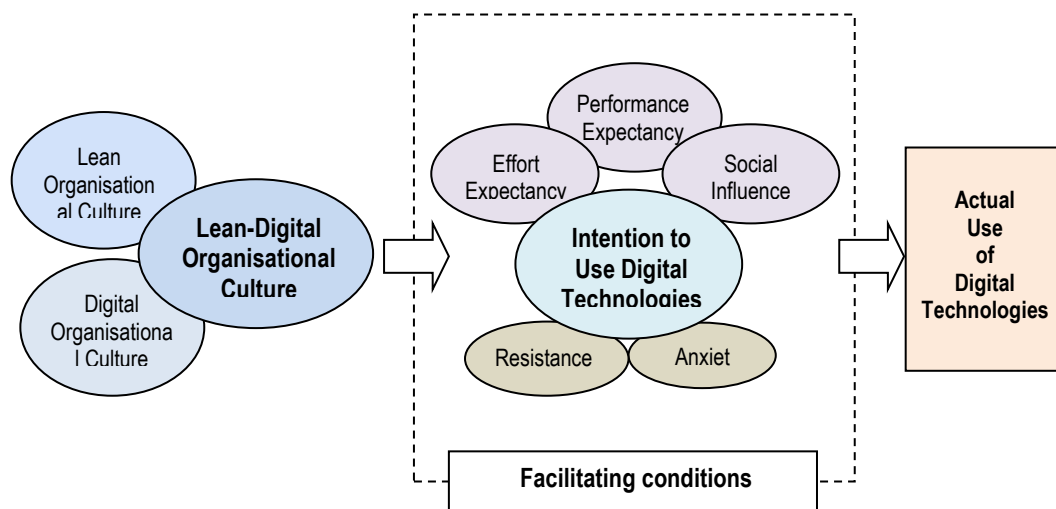 Lean
Organisation
al Culture
Lean-Digital
Organisational
Culture
Digital
Organisationa
l Culture
Performance
Expectancy
Effort
Expectancy
Social
Influence
Intention to
Use Digital
Technologies
Resistance
Anxiet
Facilitating conditions
Actual
Use
of
Digital
Technologies